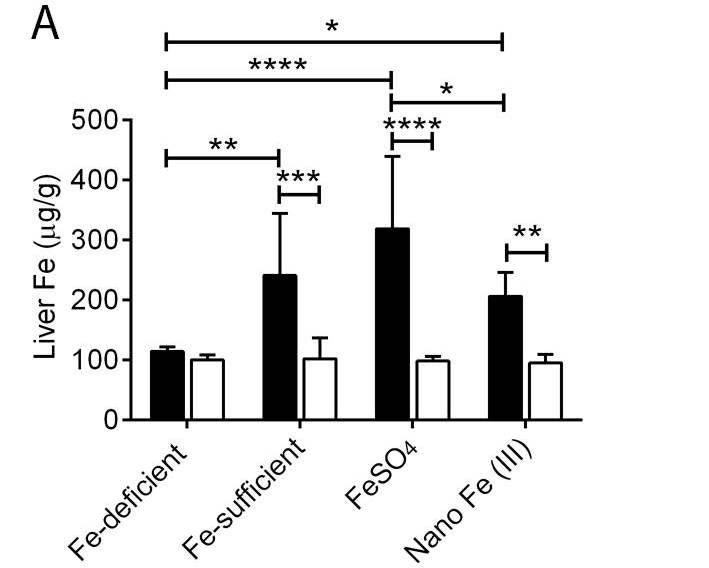 A
*
****
*
****
**
***
**
500
400
300
200
100
0
Liver Fe (μg/g)
Fe-deficient
Fe-sufficient
FeSO4
Nano Fe (III)